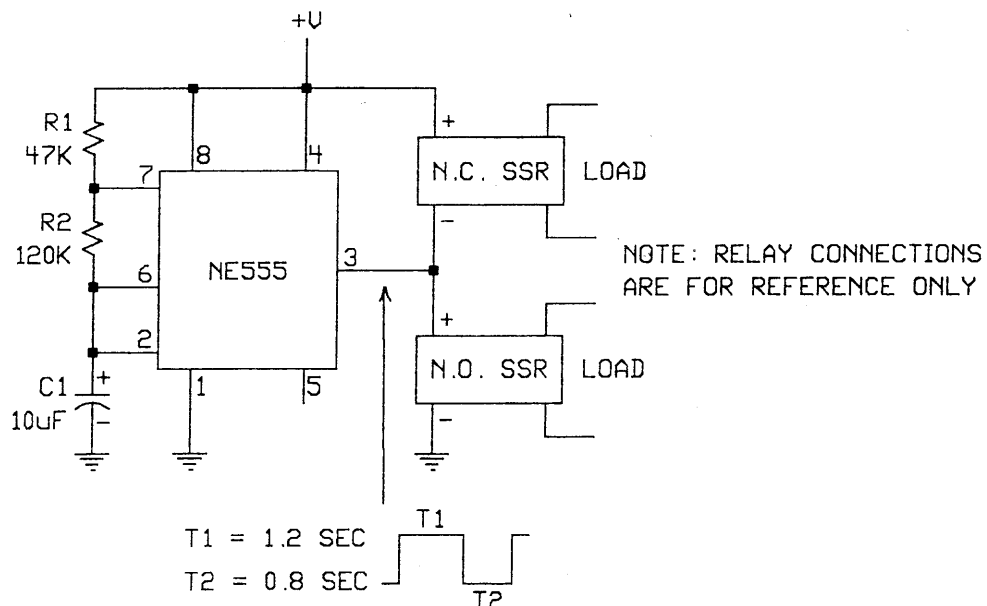 +V
R1
47K
8
4
+
N.C. SSR
LOAD
7
-
R2
120K
NE555
3
NOTE: RELAY CONNECTIONS
ARE FOR REFERENCE ONLY
6
+
2
N.O. SSR
LOAD
C1
+
10uF
-
1
5
-
T1
T1 = 1.2 SEC
T2 = 0.8 SEC
T2